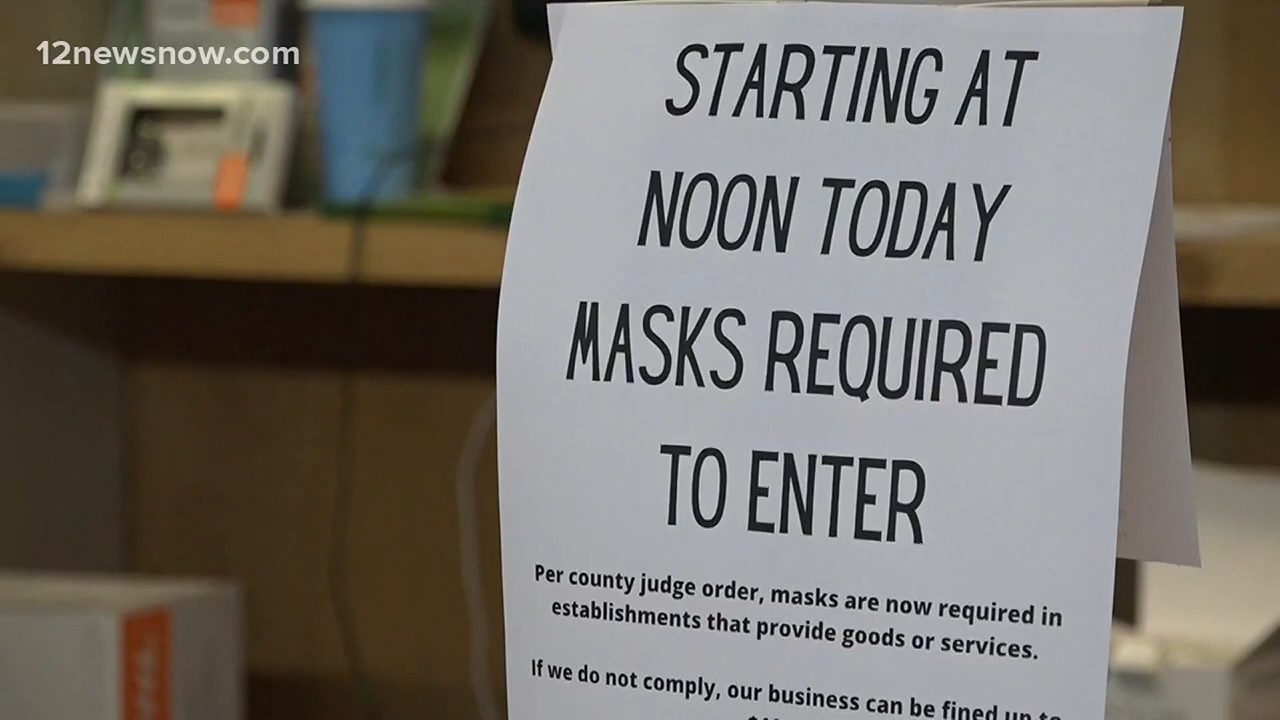 12newsnow.com
STARTING AT
NOON TODAY
MASKS REQUIRED
TO ENTER
Per county judge order, masks are now required in
establishments that provide goods or services.
If we do not comply, our business can be fined up to